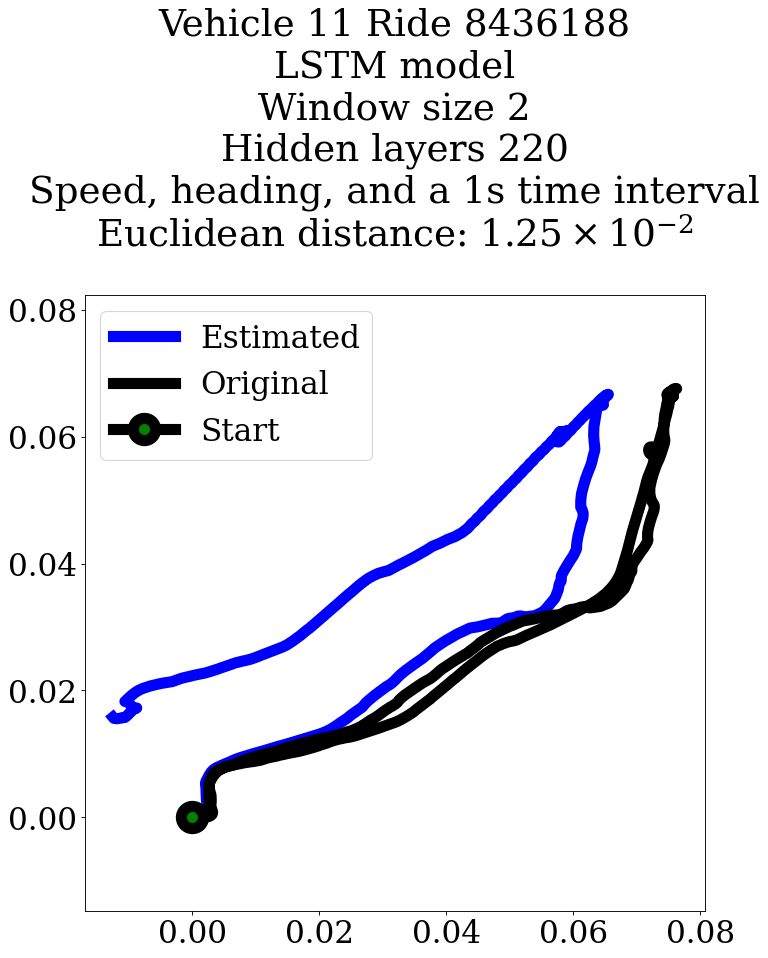 Vehicle 11 Ride 8436188
LSTM model
Window size 2
Hidden layers 220
Speed, heading, and a 1s time interval
Euclidean distance: 1.25 × 10⁻²
Estimated
Original
Start
0.08
0.06
0.04
0.02
0.00
0.00 0.02 0.04 0.06 0.08